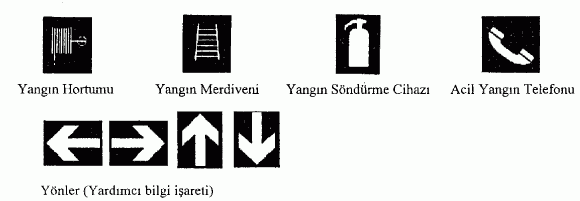 Yangın Hortumu Yangın Merdiveni Yangın Söndürme Cihazı Acil Yangın Telefonu
Yönler (Yardımcı bilgi işareti)